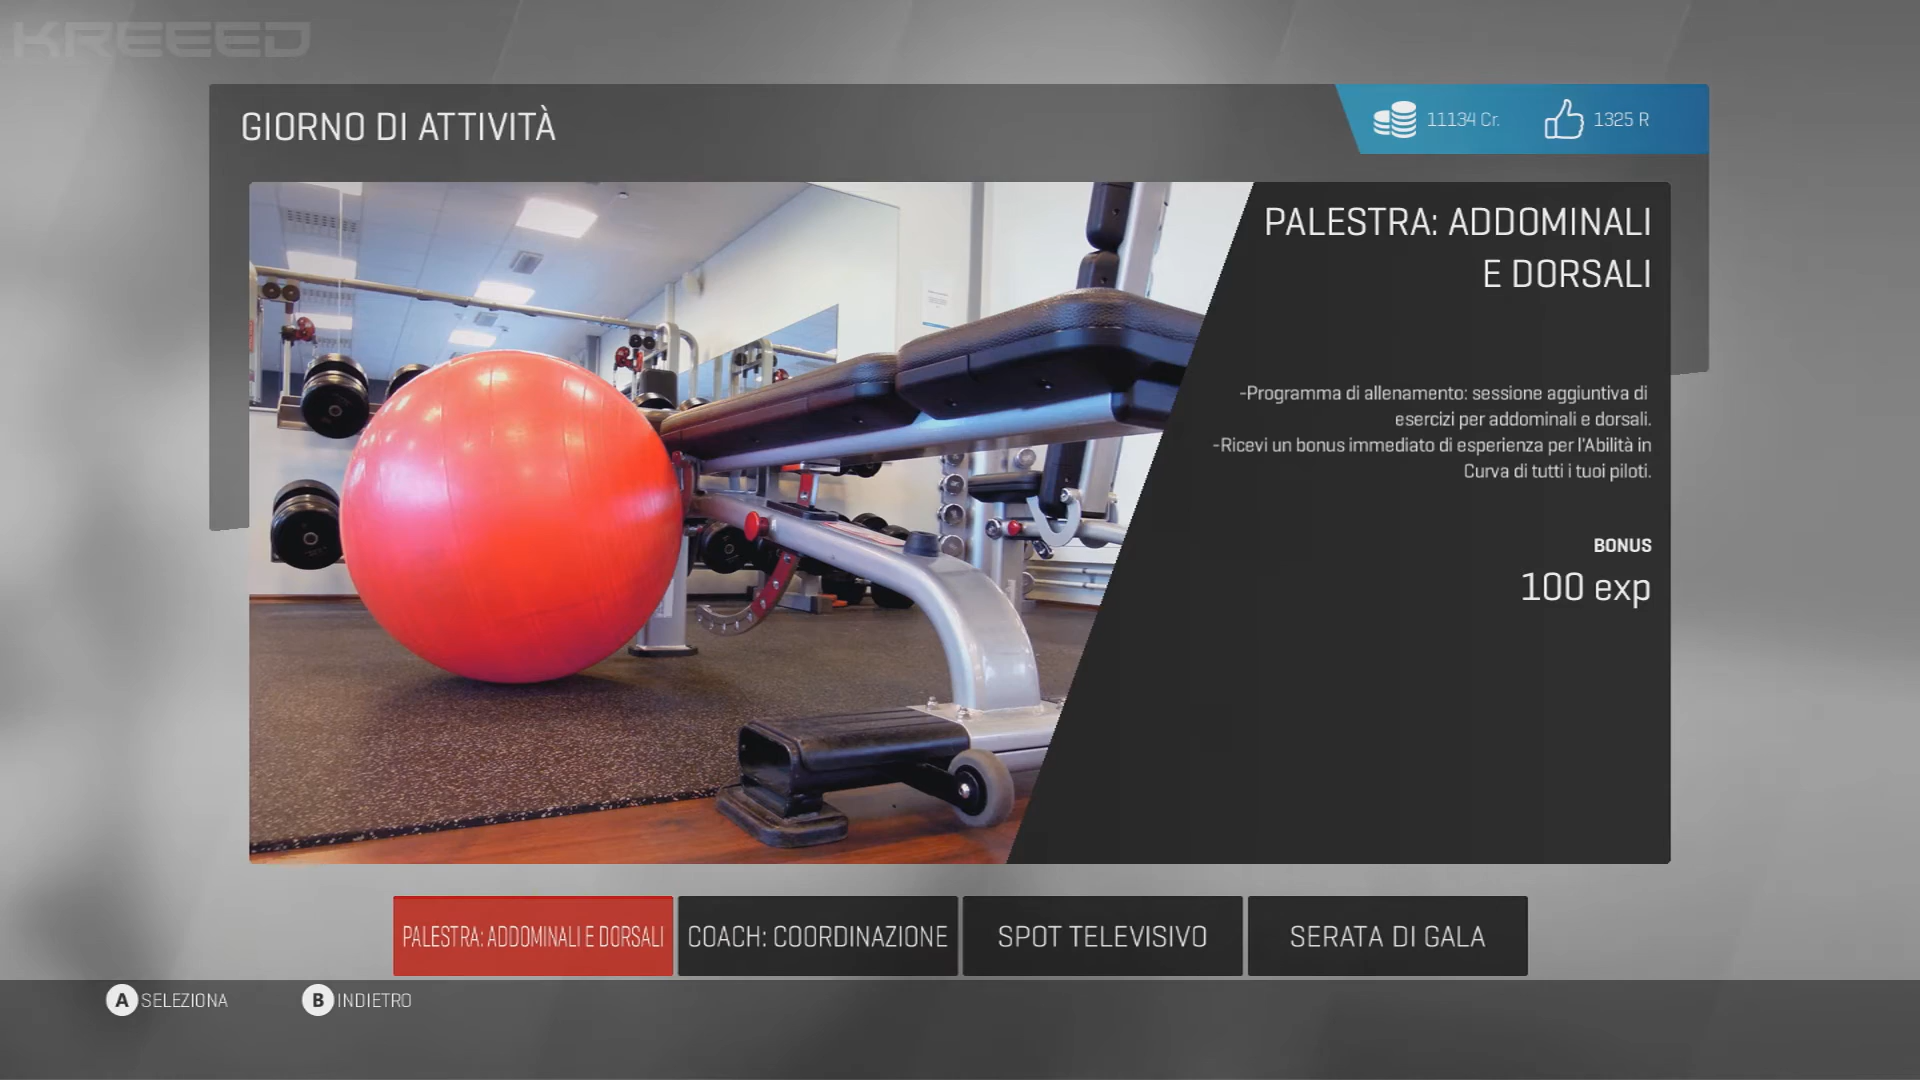 KREEED
GIORNO DI ATTIVITÀ
11134 Cr.
1325 R
PALESTRA: ADDOMINALI
E DORSALI
-Programma di allenamento: sessione aggiuntiva di
esercizi per addominali e dorsali.
-Ricevi un bonus immediato di esperienza per l'Abilità in
Curva di tutti i tuoi piloti.
BONUS
100 exp
PALESTRA: ADDOMINALI E DORSALI
COACH: COORDINAZIONE
SPOT TELEVISIVO
SERATA DI GALA
A SELEZIONA
B INDIETRO